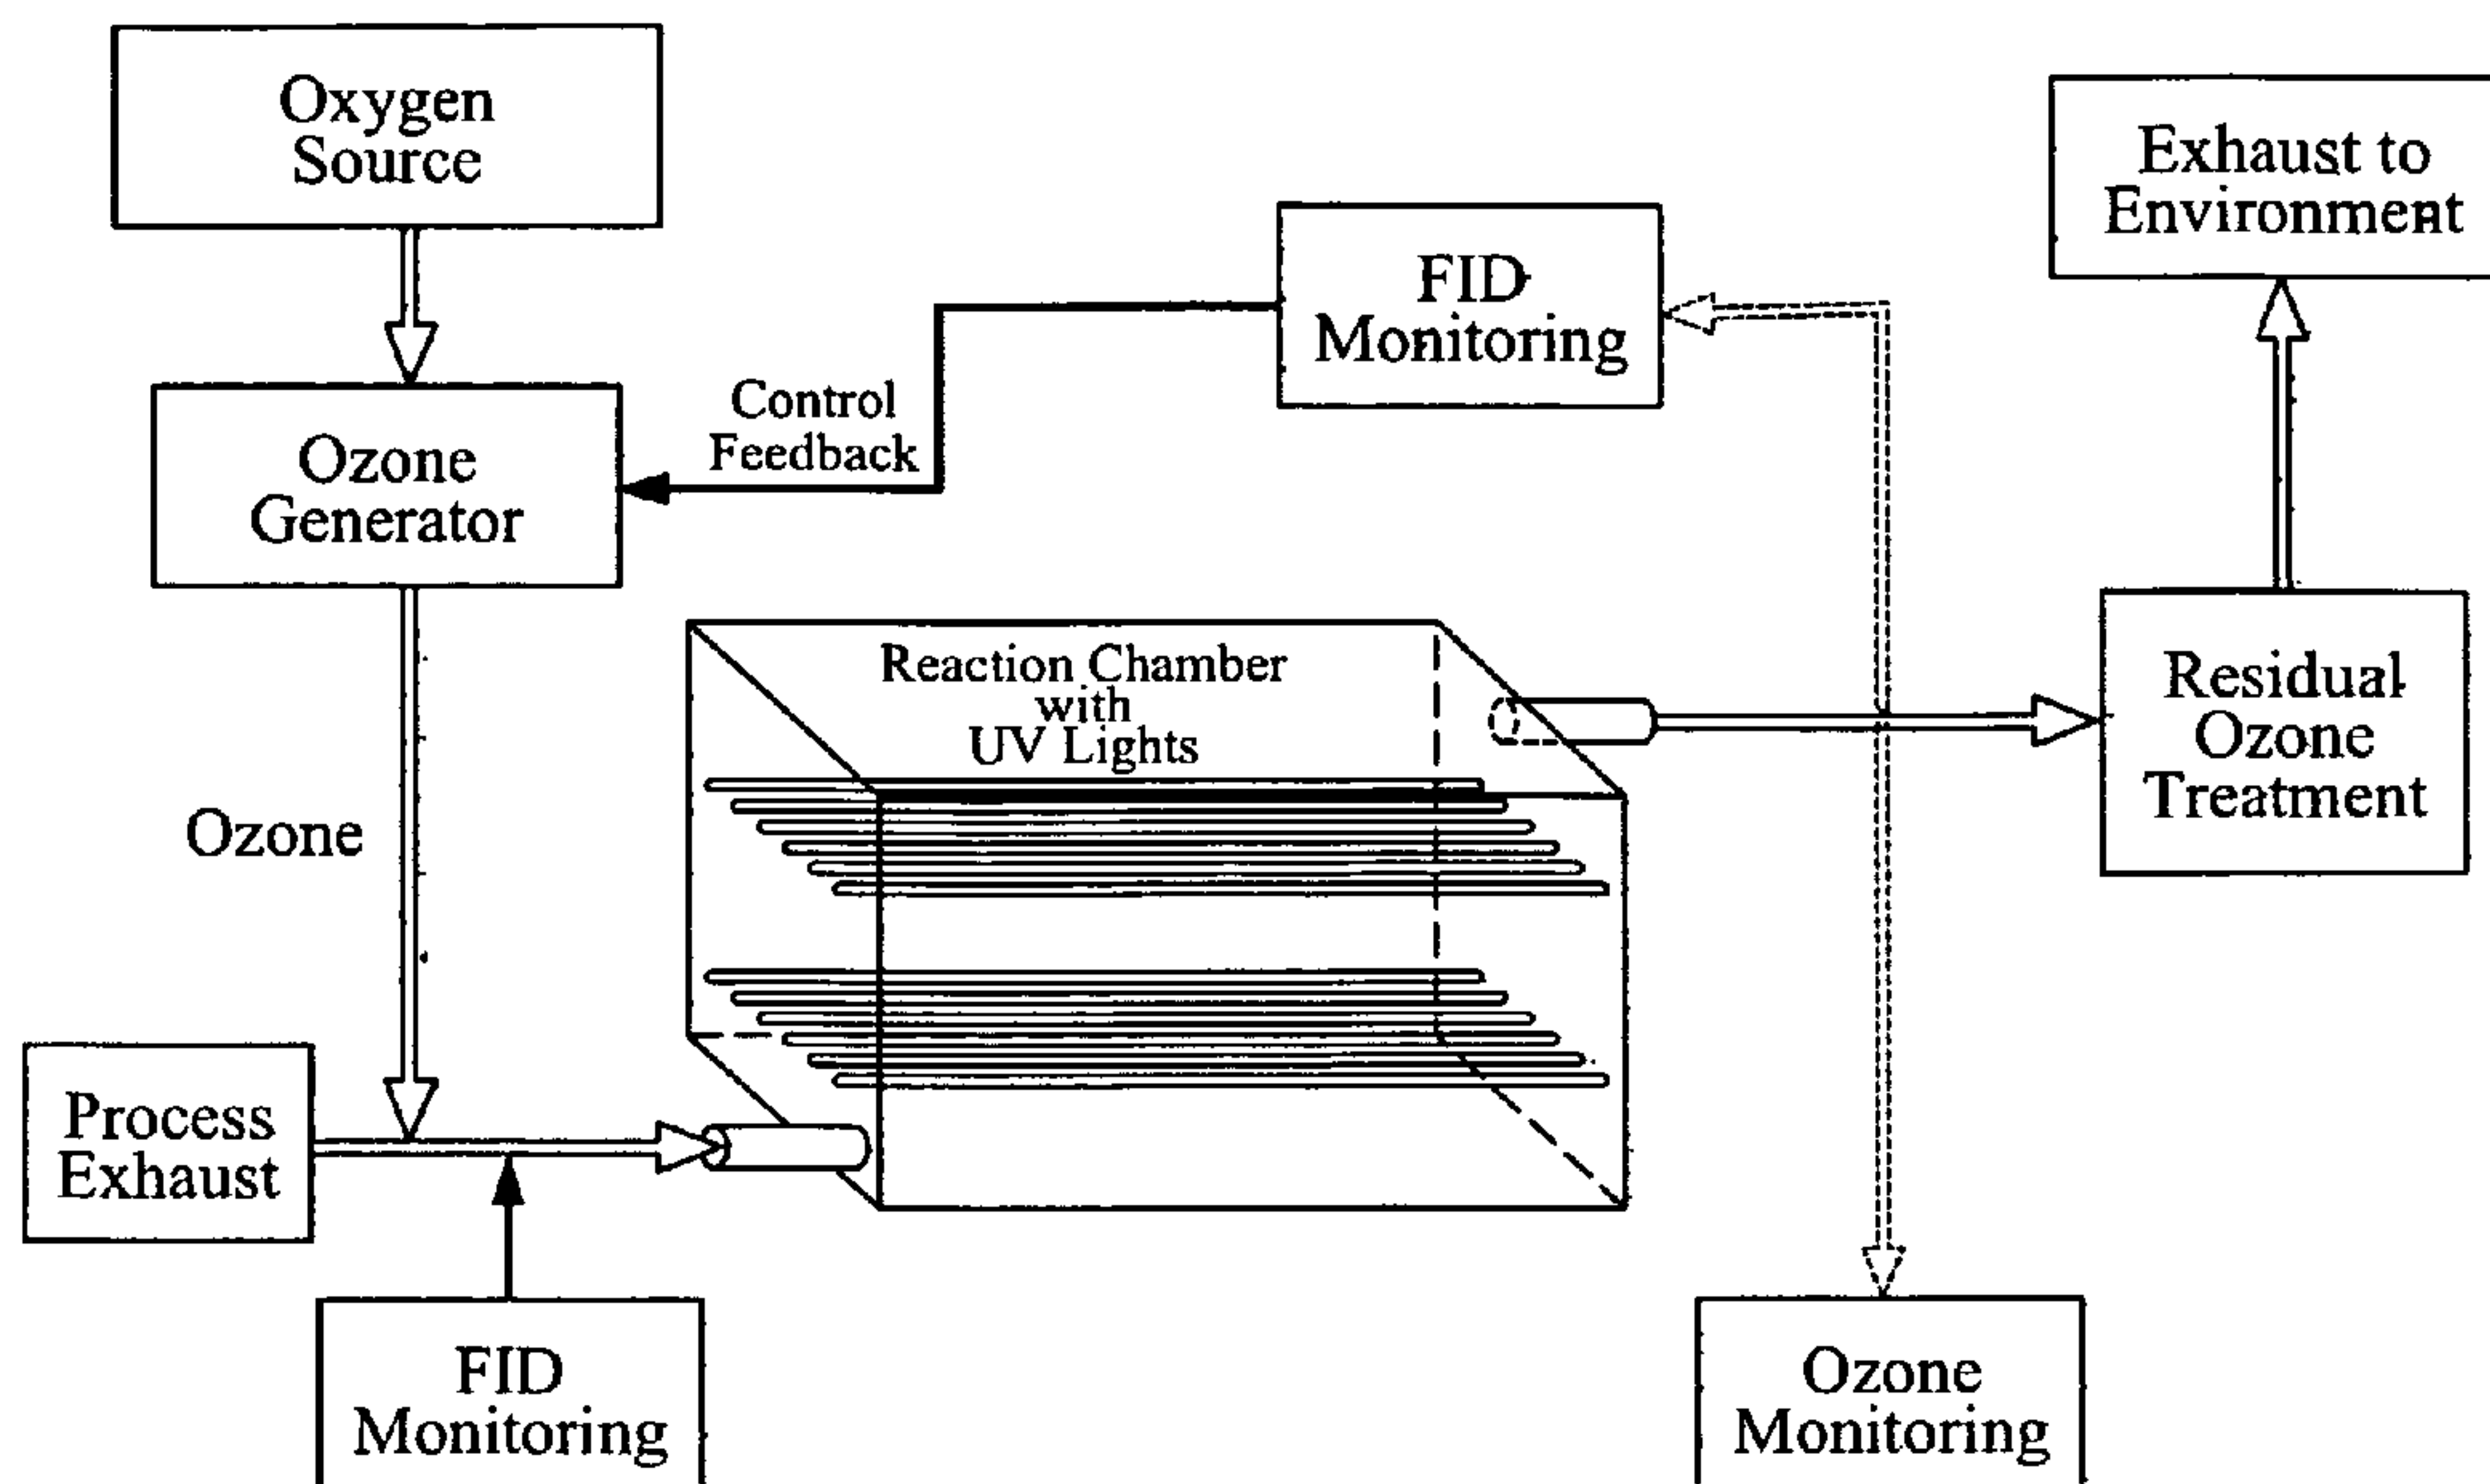 Oxygen
Source
Exhaust to
Environment
FID
Monitoring
Control
Feedback
Ozone
Generator
Reaction Chamber
with
UV Lights
Residual
Ozone
Treatment
Ozone
Process
Exhaust
FID
Monitoring
Ozone
Monitoring